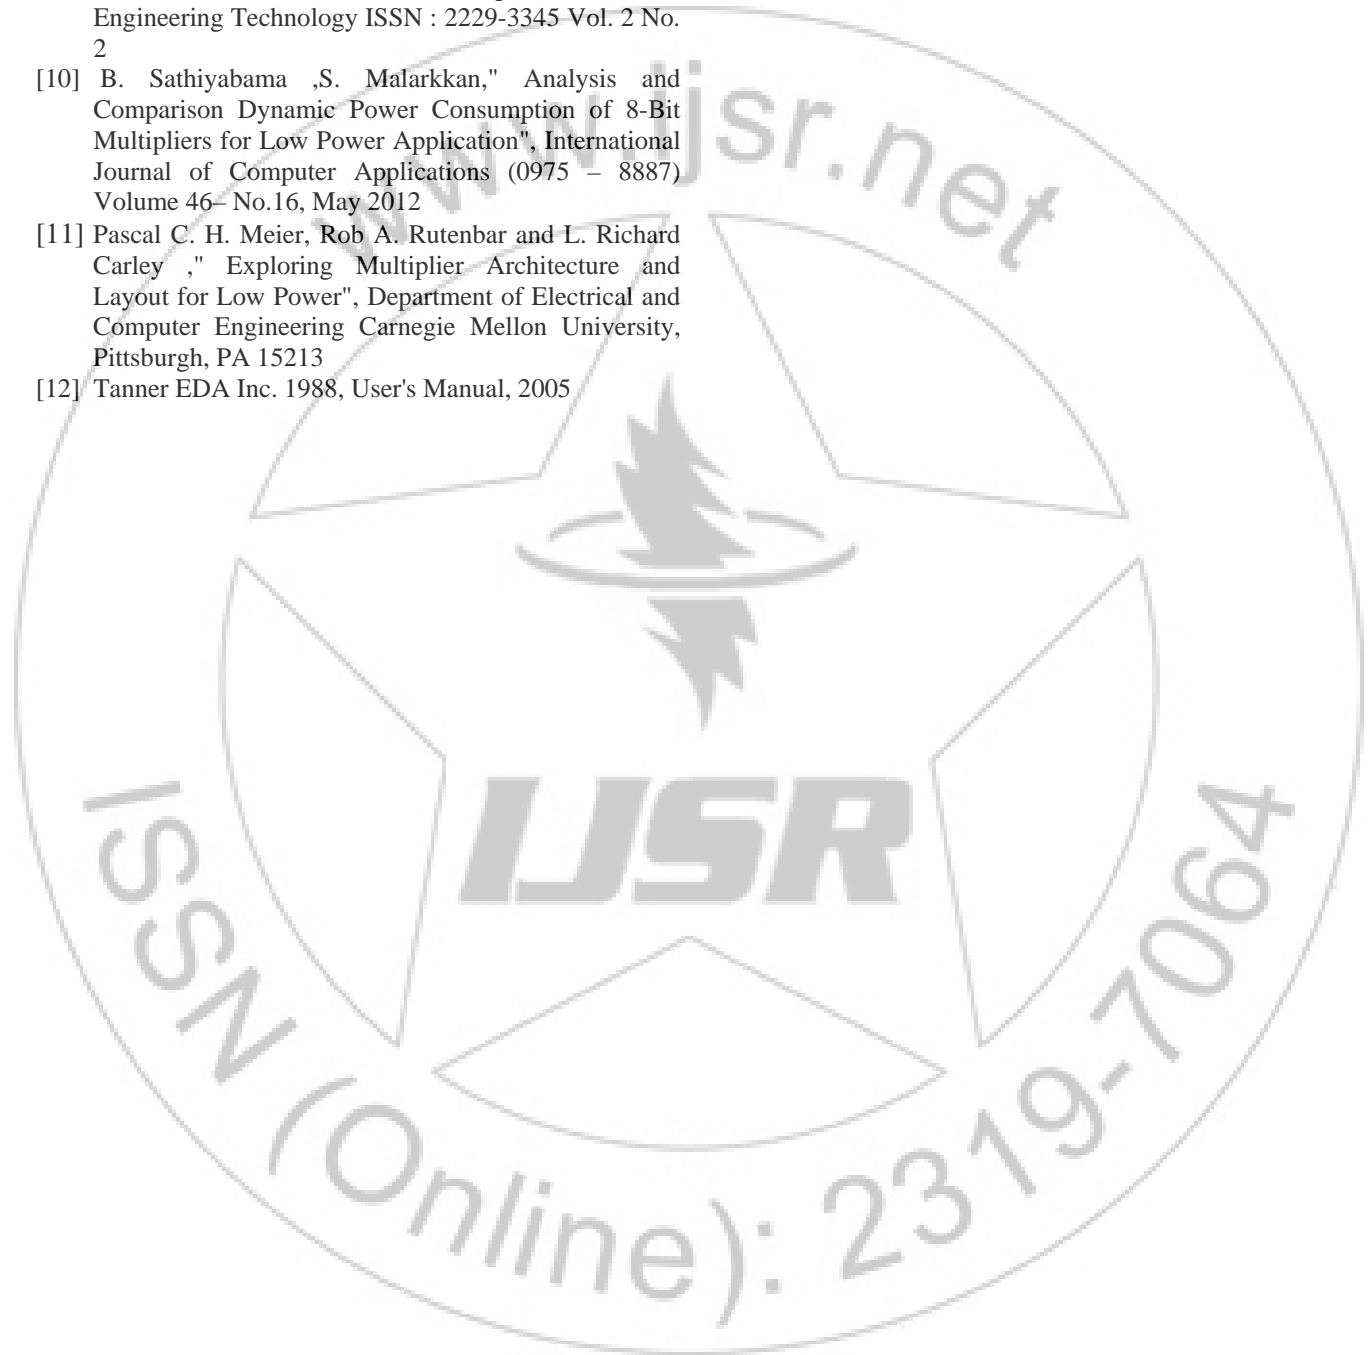 Engineering Technology ISSN : 2229-3345 Vol. 2 No.
2
[10] B. Sathiyabama ,S. Malarkkan," Analysis and
Comparison Dynamic Power Consumption of 8-Bit
Multipliers for Low Power Application", International
Journal of Computer Applications (0975 – 8887)
Volume 46– No.16, May 2012
[11] Pascal C. H. Meier, Rob A. Rutenbar and L. Richard
Carley ," Exploring Multiplier Architecture and
Layout for Low Power", Department of Electrical and
Computer Engineering Carnegie Mellon University,
Pittsburgh, PA 15213
[12] Tanner EDA Inc. 1988, User's Manual, 2005
www.ijsr.net
IJSR
ISSN (Online): 2319-7064